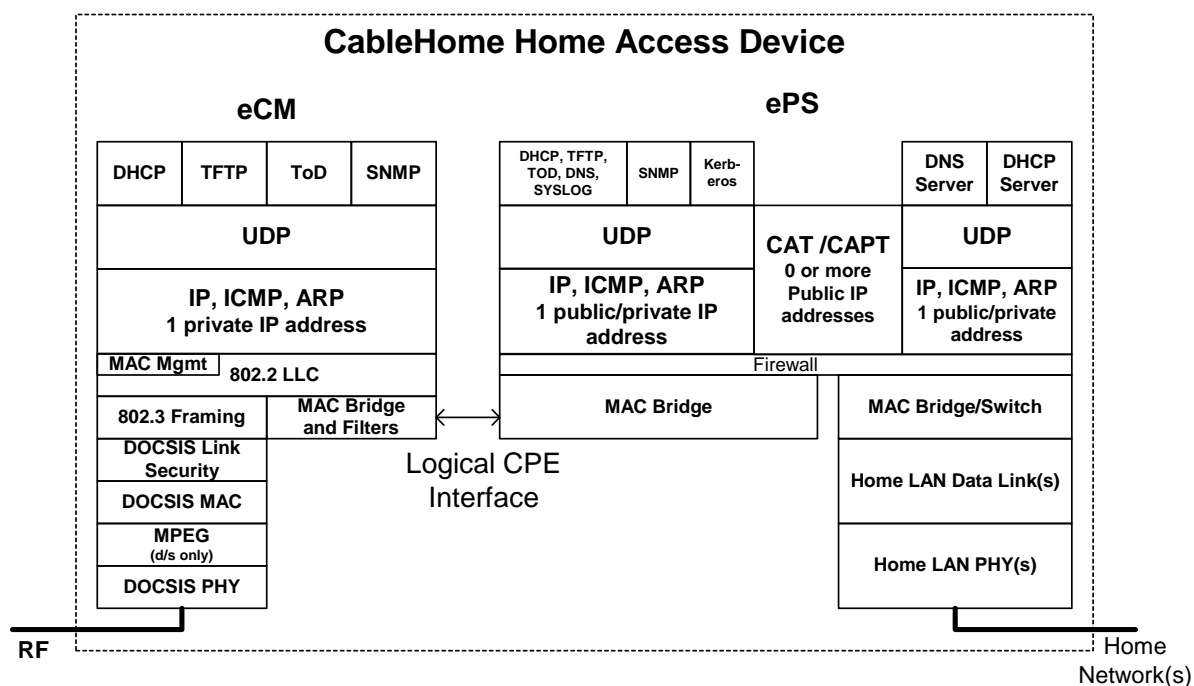 CableHome Home Access Device
eCM
ePS
DHCP
TFTP
ToD
SNMP
UDP
IP, ICMP, ARP
1 private IP address
MAC Mgmt
802.2 LLC
802.3 Framing
MAC Bridge
and Filters
DOCSIS Link
Security
DOCSIS MAC
MPEG
(d/s only)
DOCSIS PHY
RF
Logical CPE
Interface
DHCP, TFTP,
TOD, DNS,
SYSLOG
SNMP
Kerb-
eros
UDP
IP, ICMP, ARP
1 public/private IP
address
CAT /CAPT
0 or more
Public IP
addresses
DNS
Server
DHCP
Server
UDP
IP, ICMP, ARP
1 public/private
address
Firewall
MAC Bridge
MAC Bridge/Switch
Home LAN Data Link(s)
Home LAN PHY(s)
Home
Network(s)